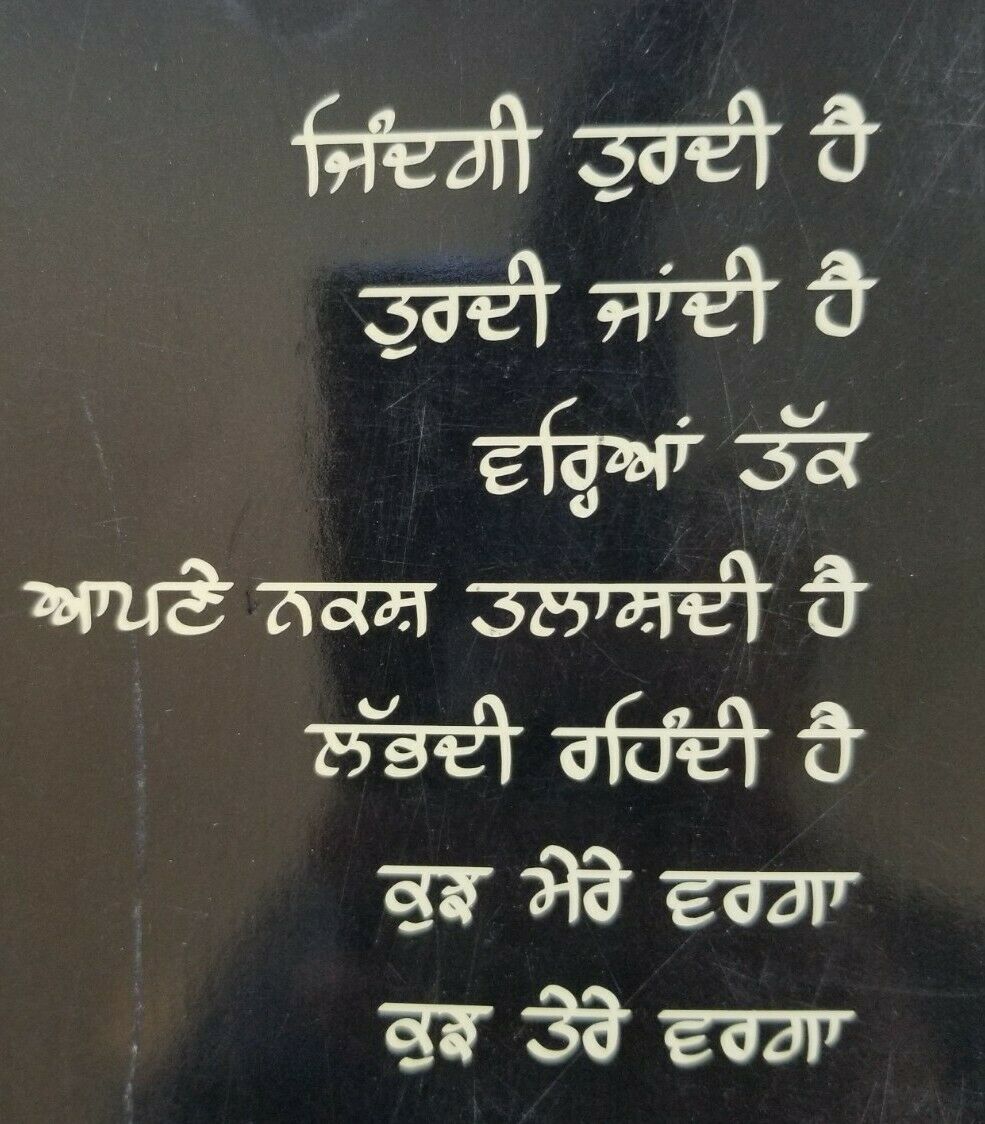 ਜਿੰਦਗੀ ਤੁਰਦੀ ਹੈ
ਤੁਰਦੀ ਜਾਂਦੀ ਹੈ
ਵਰ੍ਹਿਆਂ ਤੱਕ
ਆਪਣੇ ਨਕਸ਼ ਤਲਾਸ਼ਦੀ ਹੈ
ਲੱਭਦੀ ਰਹਿੰਦੀ ਹੈ
ਕੁਝ ਮੇਰੇ ਵਰਗਾ
ਕੁਝ ਤੇਰੇ ਵਰਗਾ